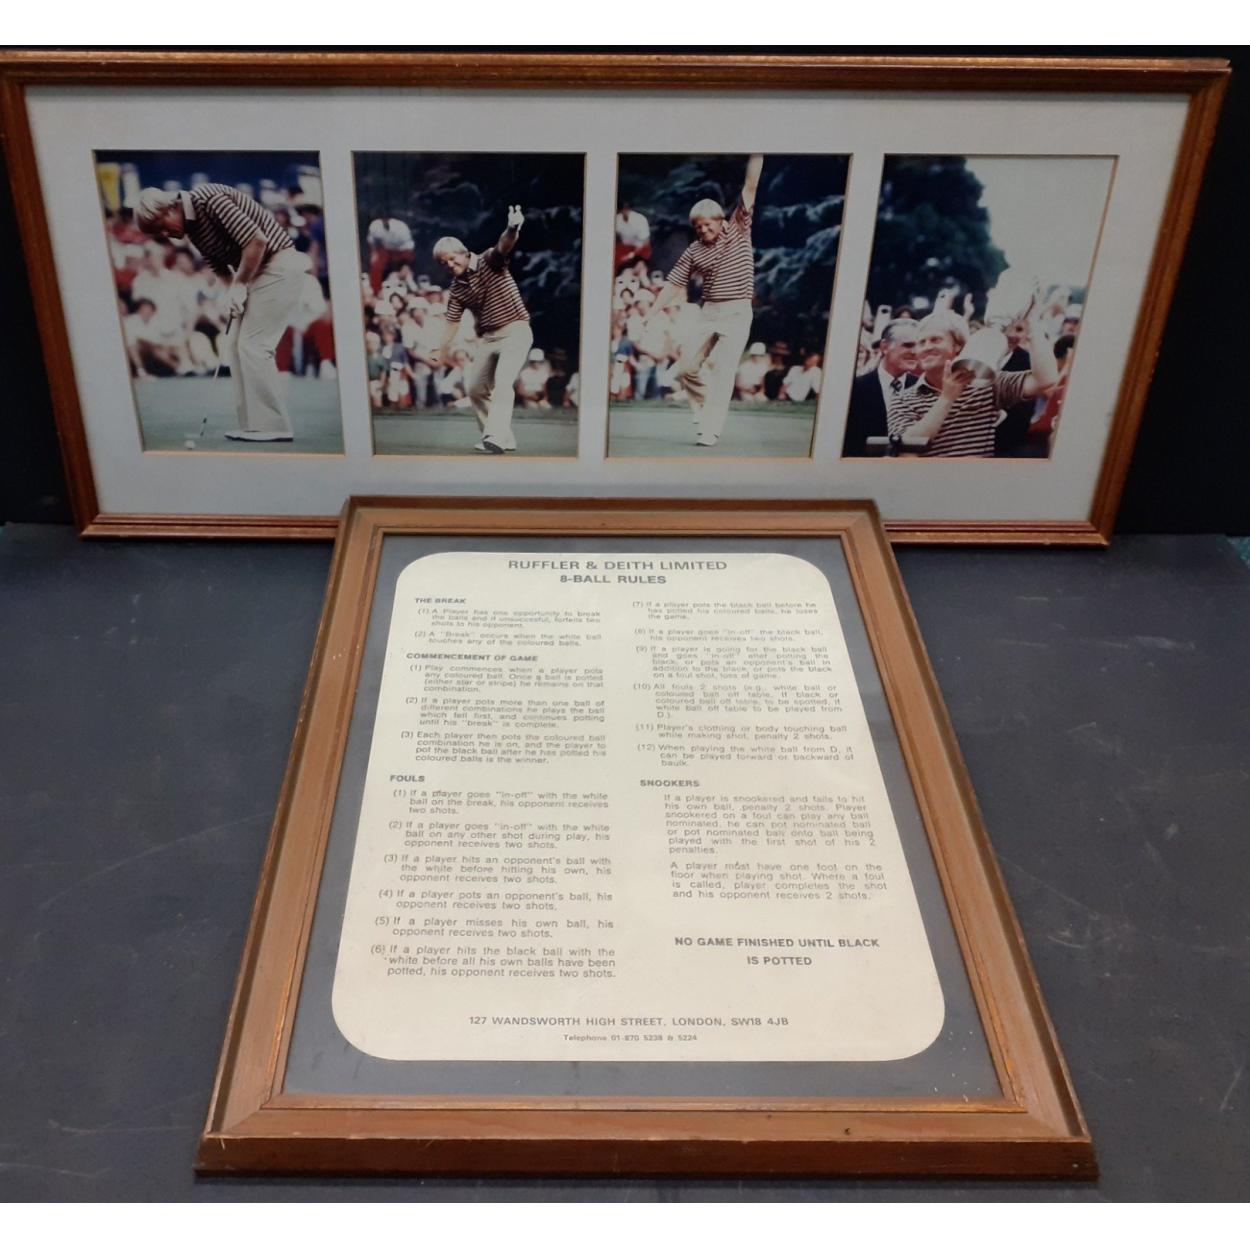 RUFFLER & DEITH LIMITED
8-BALL RULES
THE BREAK
(1) A Player has one opportunity to break
the balls and if unsuccessful, forfeits two
shots to his opponent.
(2) A "Break" occurs when the white ball
touches any of the coloured balls.
COMMENCEMENT OF GAME
(1) Play commences when a player pots
any coloured ball. Once a ball is potted
(either star or stripe) he remains on that
combination.
(2) If a player pots more than one ball of
different combinations he plays the ball
which fell first, and continues potting
until his "break" is complete.
(3) Each player then pots the coloured ball
combination he is on, and the player to
pot the black ball after he has potted his
coloured balls is the winner.
FOULS
(1) If a player goes "in-off" with the white
ball on the break, his opponent receives
two shots.
(2) If a player goes "in-off" with the white
ball on any other shot during play, his
opponent receives two shots.
(3) If a player hits an opponent's ball with
the white before hitting his own, his
opponent receives two shots.
(4) If a player pots an opponent's ball, his
opponent receives two shots.
(5) If a player misses his own ball, his
opponent receives two shots.
(6) If a player hits the black ball with the
white before all his own balls have been
potted, his opponent receives two shots.
(7) If a player pots the black ball before he
has potted his coloured balls, he loses
the game.
(8) If a player goes "in-off" the black ball,
his opponent receives two shots.
(9) If a player is going for the black ball
and goes "in-off" after potting the
black, or pots an opponent's ball in
addition to the black, or pots the black
on a foul shot, loss of game.
(10) All fouls 2 shots (e.g., white ball or
coloured ball off table. If black or
coloured ball off table, to be spotted, if
white ball off table to be played from
D.).
(11) Player's clothing or body touching ball
while making shot, penalty 2 shots.
(12) When playing the white ball from D, it
can be played forward or backward of
baulk.
SNOOKERS
If a player is snookered and fails to hit
his own ball, penalty 2 shots. Player
snookered on a foul can play any ball
nominated, he can pot nominated ball
or pot nominated ball onto ball being
played with the first shot of his 2
penalties.
A player must have one foot on the
floor when playing shot. Where a foul
is called, player completes the shot
and his opponent receives 2 shots.
NO GAME FINISHED UNTIL BLACK
IS POTTED
127 WANDSWORTH HIGH STREET, LONDON, SW18 4JB
Telephone 01-870 5238 & 5224